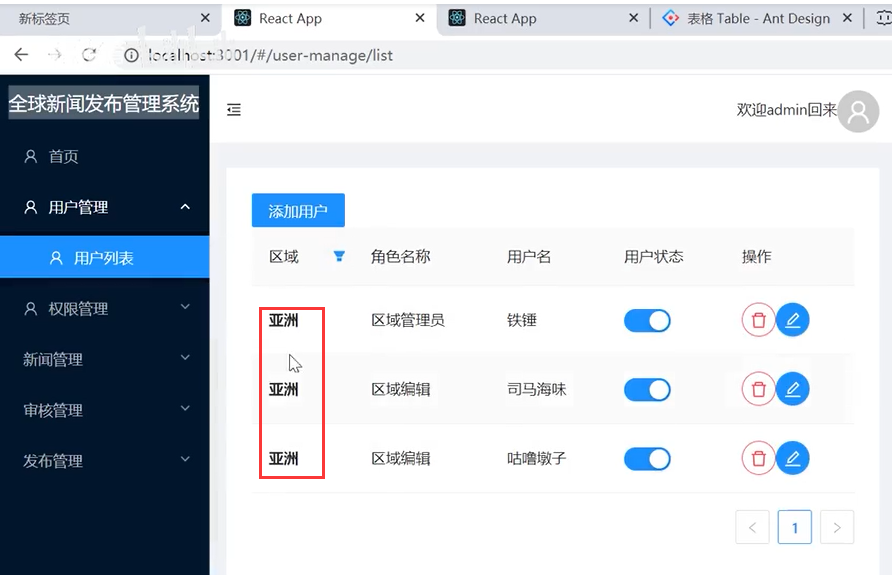 新标签页
React App
React App
表格 Table - Ant Design
localhost:3001/#/user-manage/list
全球新闻发布管理系统
欢迎admin回来
首页
用户管理
用户列表
权限管理
新闻管理
审核管理
发布管理
添加用户
区域 角色名称 用户名 用户状态 操作
亚洲 区域管理员 铁锤
亚洲 区域编辑 司马海味
亚洲 区域编辑 咕噜墩子
< 1 >